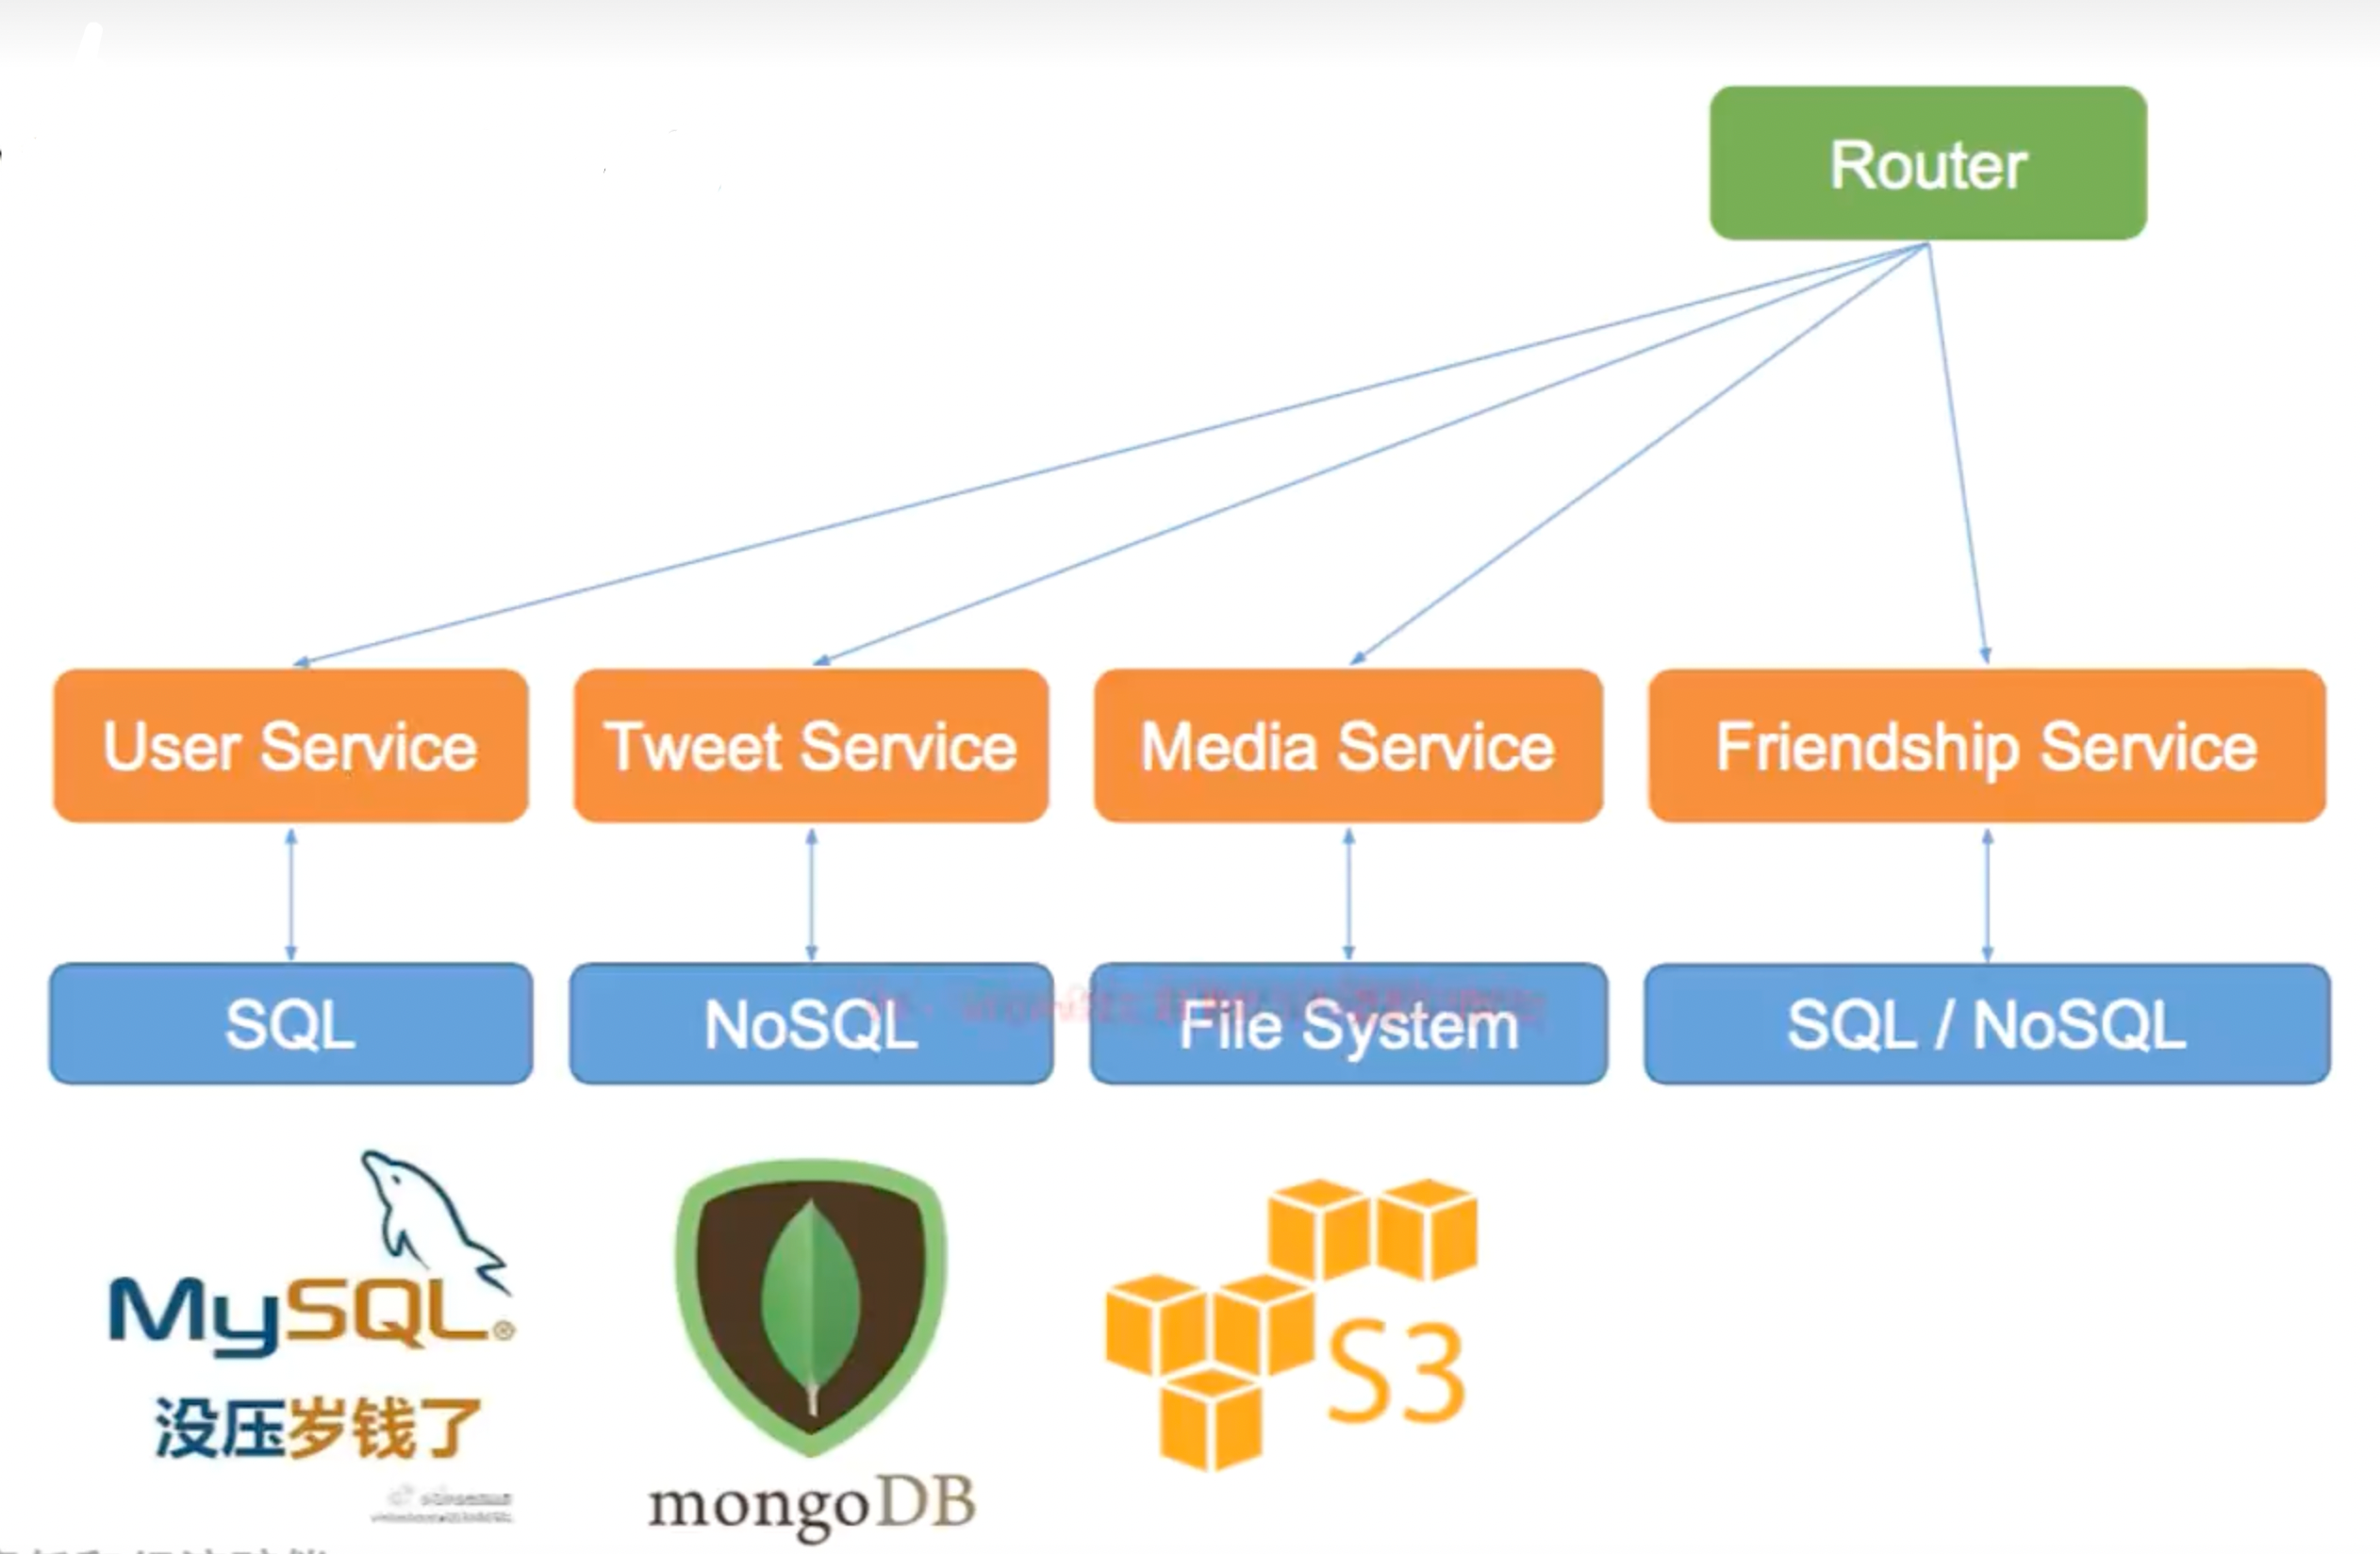 Router
User Service
Tweet Service
Media Service
Friendship Service
SQL
NoSQL
File System
SQL / NoSQL
MySQL®
没压岁钱了
mongoDB
S3